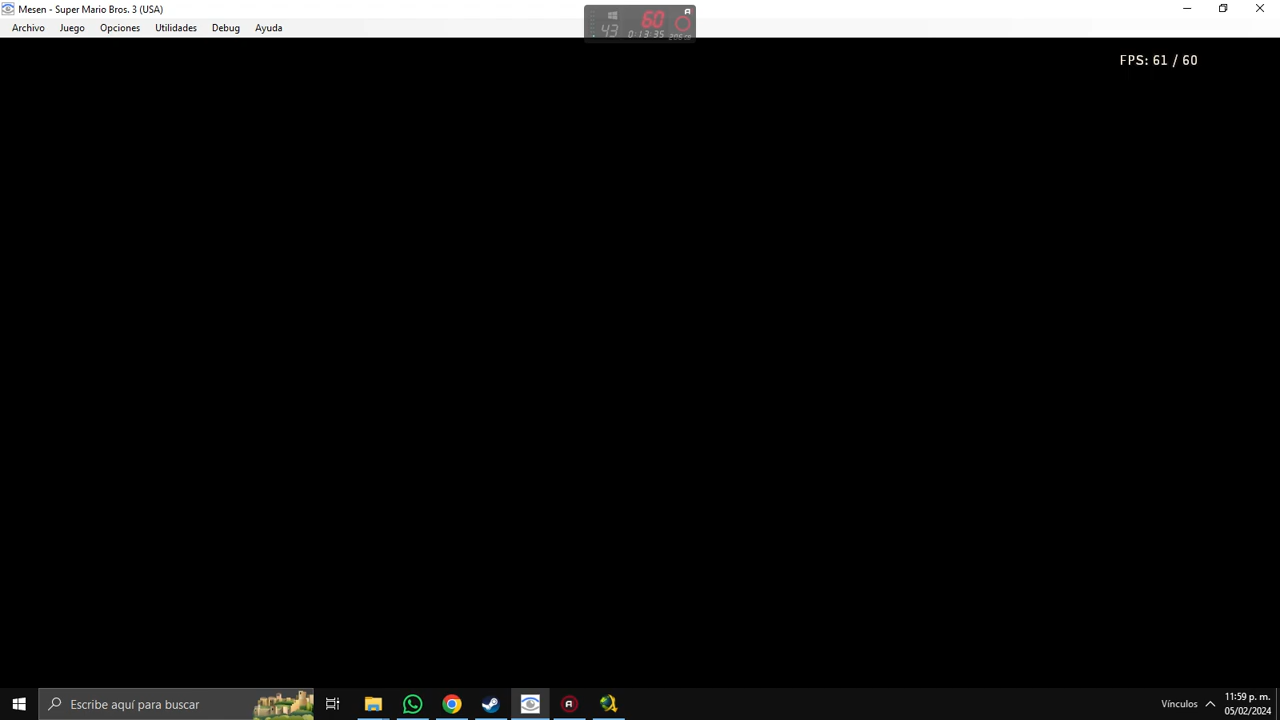 Mesen - Super Mario Bros. 3 (USA)
Archivo Juego Opciones Utilidades Debug Ayuda
60
43 0:13:35
FPS: 61 / 60
Escribe aquí para buscar
Vínculos
11:59 p. m.
05/02/2024